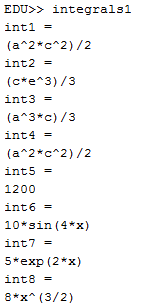 EDU>> integrals1
int1 =
(a^2*c^2)/2
int2 =
(c*e^3)/3
int3 =
(a^3*c)/3
int4 =
(a^2*c^2)/2
int5 =
1200
int6 =
10*sin(4*x)
int7 =
5*exp(2*x)
int8 =
8*x^(3/2)